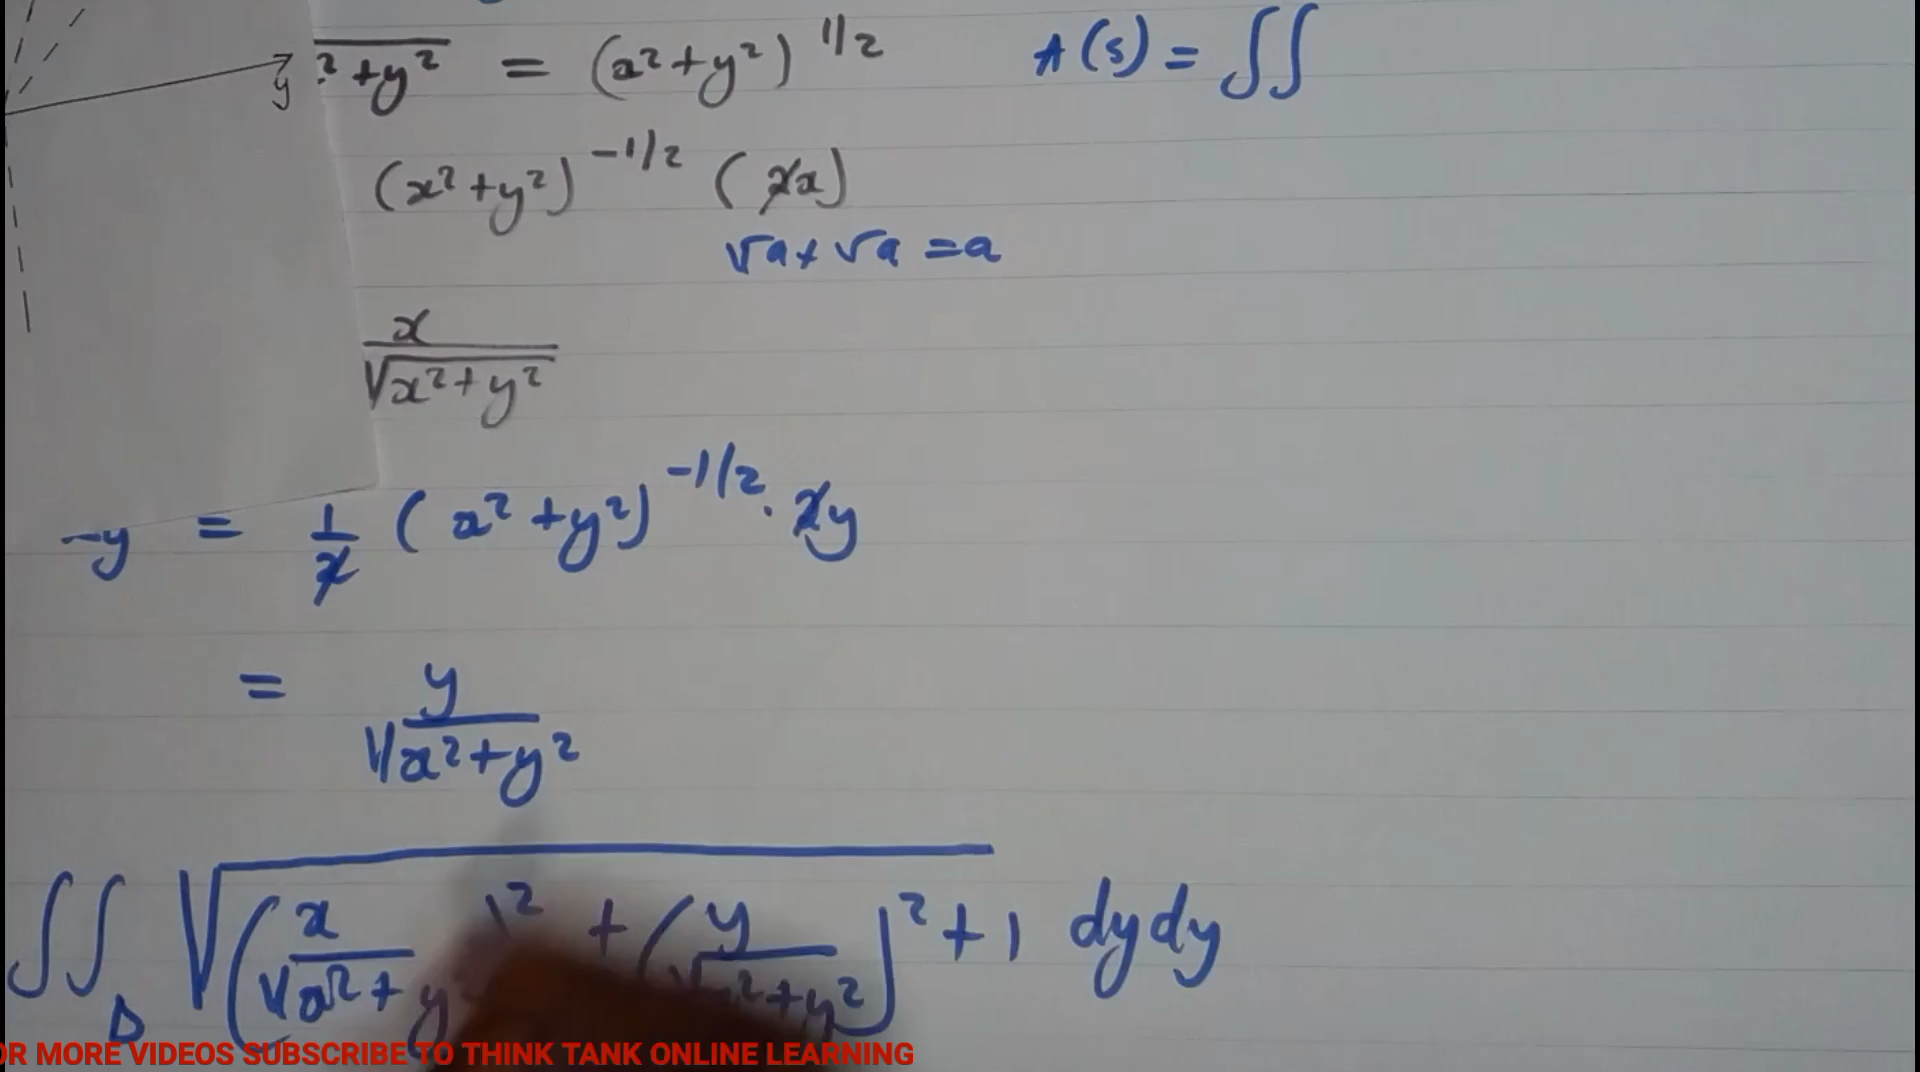 y
² + y² = (x² + y²)^1/2
A(s) = ∬
(x² + y²)^-1/2 (2x)
√a × √a = a
x / √x² + y²
-y = 1/2 (x² + y²)^-1/2 . 2y
= y / √x² + y²
∬_D √(x / √x² + y²)² + (y / √x² + y²)² + 1 dydy
OR MORE VIDEOS SUBSCRIBE TO THINK TANK ONLINE LEARNING